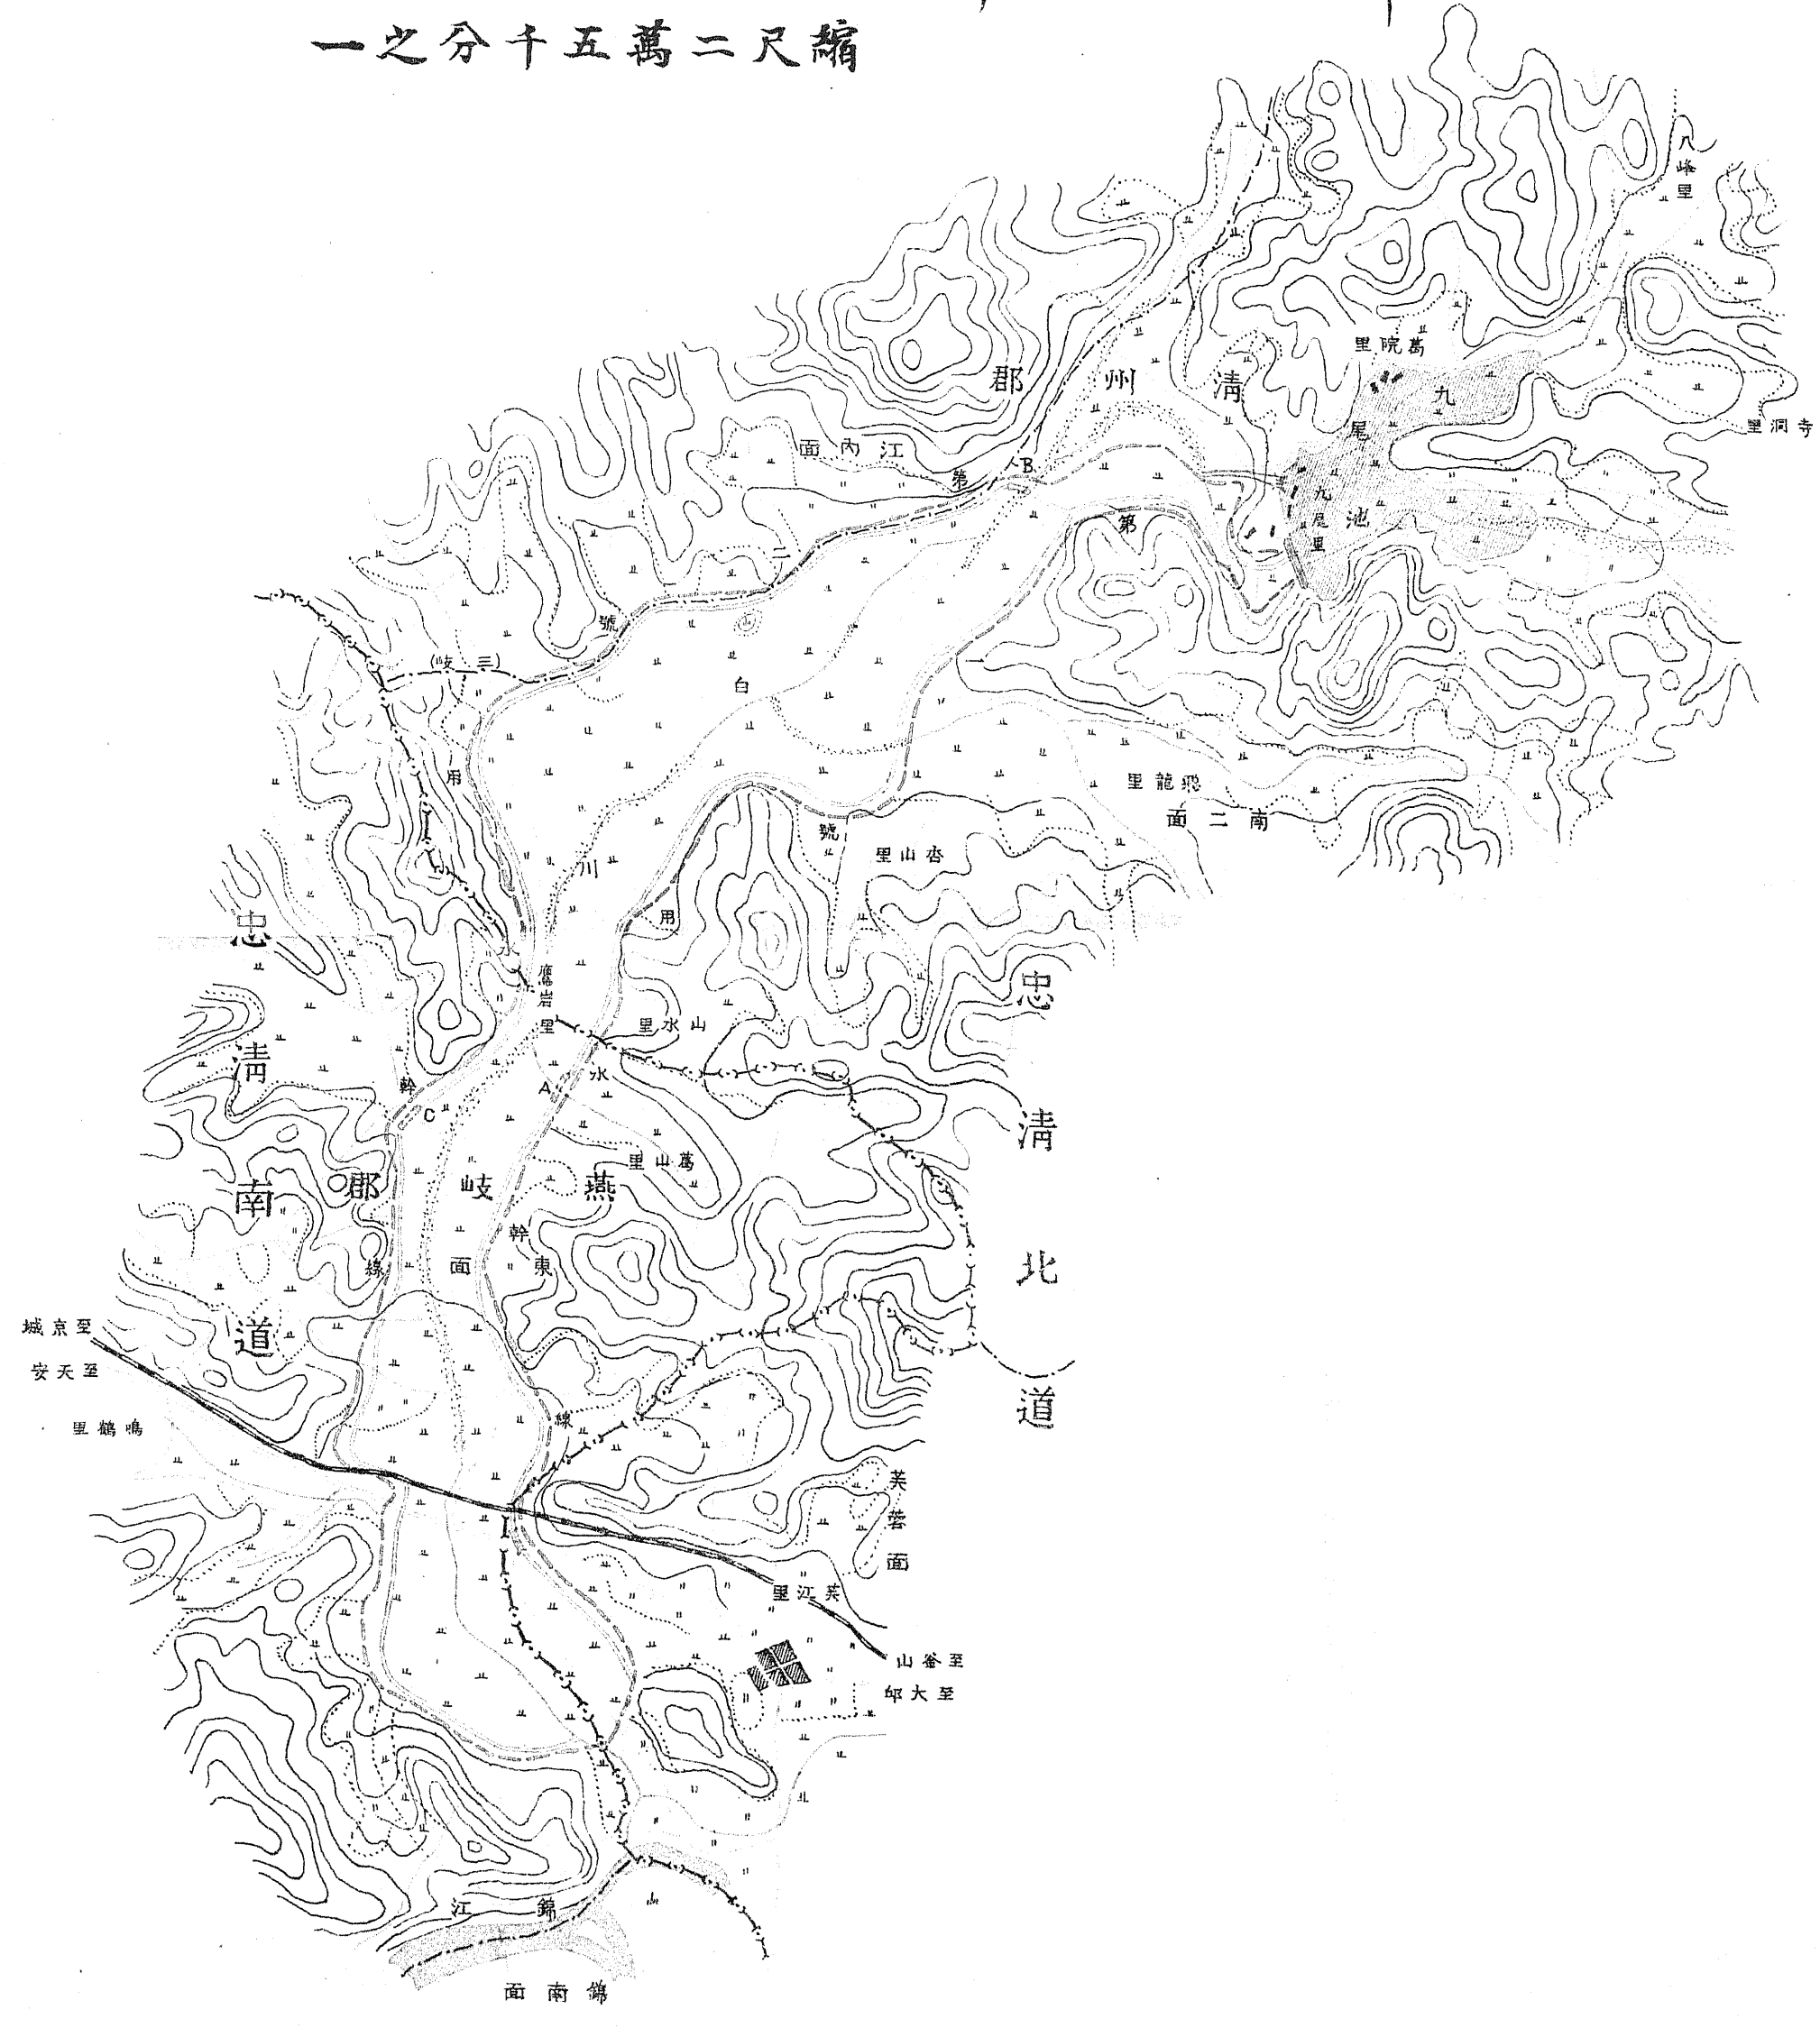 縮尺二萬五千分之一
八峰里
葛院里
清州郡
九尾池
寺洞里
江內面
第二號用水幹線
B
九尾里
第一號用水幹線
(三岐)
白川
飛龍里
南二面
杏山里
忠清南道
鷹岩里
山水里
忠清北道
A
C
葛山里
燕岐郡
東面
至京城
至天安
鳴鶴里
芙蓉面
芙江里
至釜山
至大邱
錦江
錦南面